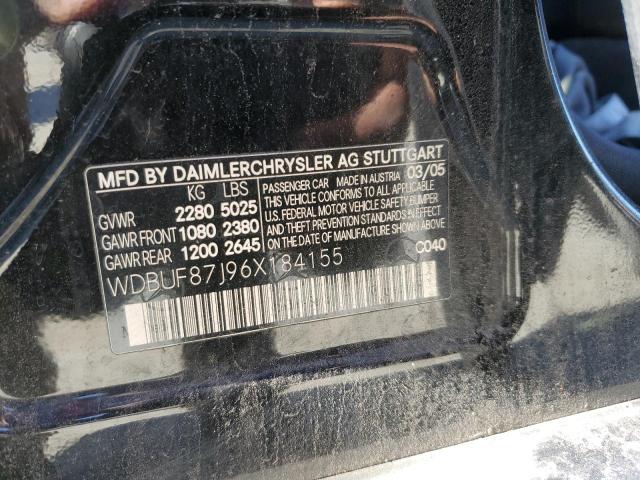 MFD BY DAIMLERCHRYSLER AG STUTTGART
KG LBS
GVWR 2280 5025
GAWR FRONT 1080 2380
GAWR REAR 1200 2645
PASSENGER CAR MADE IN AUSTRIA 03/05
THIS VEHICLE CONFORMS TO ALL APPLICABLE
U.S. FEDERAL MOTOR VEHICLE SAFETY,BUMPER
AND THEFT PREVENTION STANDARDS IN EFFECT
ON THE DATE OF MANUFACTURE SHOWN ABOVE.
C040
WDBUF87J96X184155